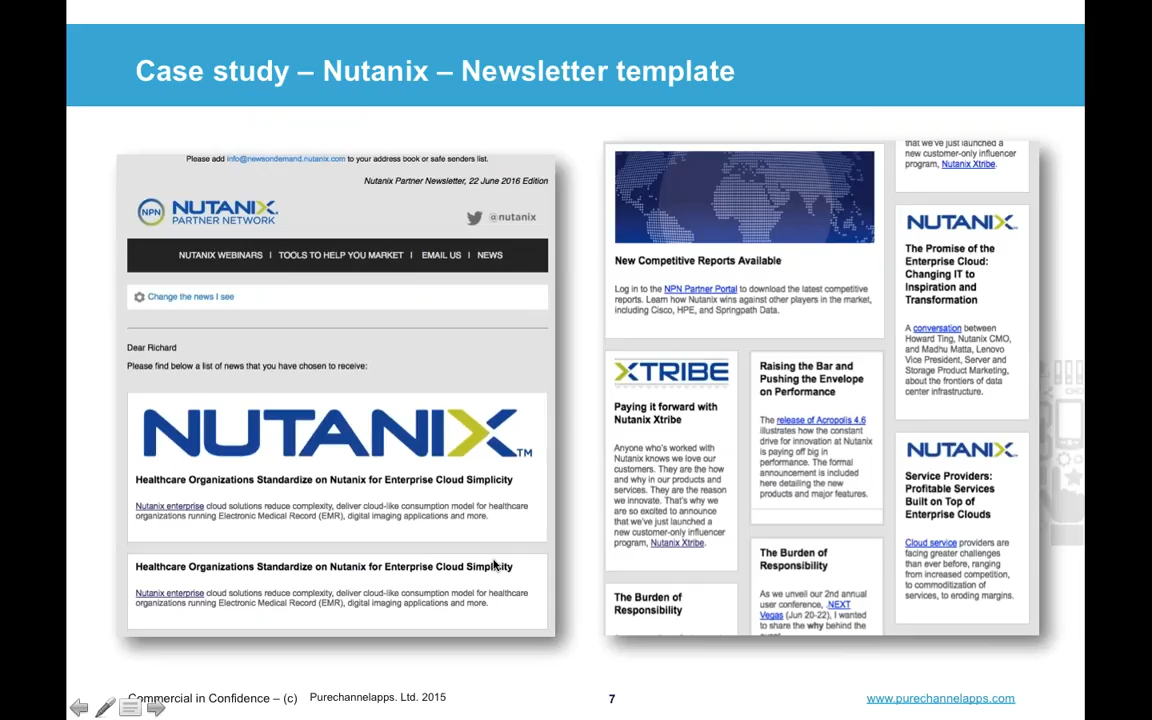 Case study – Nutanix – Newsletter template
Please add info@newsondemand.nutanix.com to your address book or safe senders list.
Nutanix Partner Newsletter, 22 June 2016 Edition
NPN
NUTANIX
PARTNER NETWORK
@nutanix
NUTANIX WEBINARS | TOOLS TO HELP YOU MARKET | EMAIL US | NEWS
Change the news I see
Dear Richard
Please find below a list of news that you have chosen to receive:
NUTANIX™
Healthcare Organizations Standardize on Nutanix for Enterprise Cloud Simplicity
Nutanix enterprise cloud solutions reduce complexity, deliver cloud-like consumption model for healthcare
organizations running Electronic Medical Record (EMR), digital imaging applications and more.
Healthcare Organizations Standardize on Nutanix for Enterprise Cloud Simplicity
Nutanix enterprise cloud solutions reduce complexity, deliver cloud-like consumption model for healthcare
organizations running Electronic Medical Record (EMR), digital imaging applications and more.
New Competitive Reports Available
Log in to the NPN Partner Portal to download the latest competitive
reports. Learn how Nutanix wins against other players in the market,
including Cisco, HPE, and Springpath Data.
XTRIBE
Paying it forward with
Nutanix Xtribe
Anyone who's worked with
Nutanix knows we love our
customers. They are the how
and why in our products and
services. They are the reason
we innovate. That's why we
are so excited to announce
that we've just launched a
new customer-only influencer
program, Nutanix Xtribe.
The Burden of
Responsibility
Raising the Bar and
Pushing the Envelope
on Performance
The release of Acropolis 4.6
illustrates how the constant
drive for innovation at Nutanix
is paying off big in
performance. The formal
announcement is included
here detailing the new
products and major features.
The Burden of
Responsibility
As we unveil our 2nd annual
user conference, .NEXT
Vegas (Jun 20-22), I wanted
to share the why behind the
that we've just launched a
new customer-only influencer
program, Nutanix Xtribe.
NUTANIX
The Promise of the
Enterprise Cloud:
Changing IT to
Inspiration and
Transformation
A conversation between
Howard Ting, Nutanix CMO,
and Madhu Matta, Lenovo
Vice President, Server and
Storage Product Marketing,
about the frontiers of data
center infrastructure.
NUTANIX
Service Providers:
Profitable Services
Built on Top of
Enterprise Clouds
Cloud service providers are
facing greater challenges
than ever before, ranging
from increased competition,
to commoditization of
services, to eroding margins.
Commercial in Confidence – (c) Purechannelapps. Ltd. 2015
7
www.purechannelapps.com